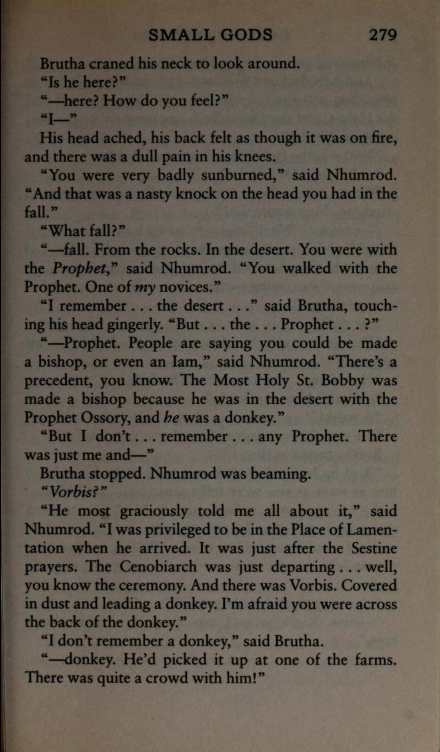 SMALL GODS 279
Brutha craned his neck to look around.
“Is he here?”
“—here? How do you feel?”
“I—”
His head ached, his back felt as though it was on fire,
and there was a dull pain in his knees.
“You were very badly sunburned,” said Nhumrod.
“And that was a nasty knock on the head you had in the
fall.”
“What fall?”
“—fall. From the rocks. In the desert. You were with
the Prophet,” said Nhumrod. “You walked with the
Prophet. One of my novices.”
“I remember . . . the desert . . .” said Brutha, touch-
ing his head gingerly. “But . . . the . . . Prophet . . . ?”
“—Prophet. People are saying you could be made
a bishop, or even an Iam,” said Nhumrod. “There’s a
precedent, you know. The Most Holy St. Bobby was
made a bishop because he was in the desert with the
Prophet Ossory, and he was a donkey.”
“But I don’t . . . remember . . . any Prophet. There
was just me and—”
Brutha stopped. Nhumrod was beaming.
“Vorbis?”
“He most graciously told me all about it,” said
Nhumrod. “I was privileged to be in the Place of Lamen-
tation when he arrived. It was just after the Sestine
prayers. The Cenobiarch was just departing . . . well,
you know the ceremony. And there was Vorbis. Covered
in dust and leading a donkey. I’m afraid you were across
the back of the donkey.”
“I don’t remember a donkey,” said Brutha.
“—donkey. He’d picked it up at one of the farms.
There was quite a crowd with him!”